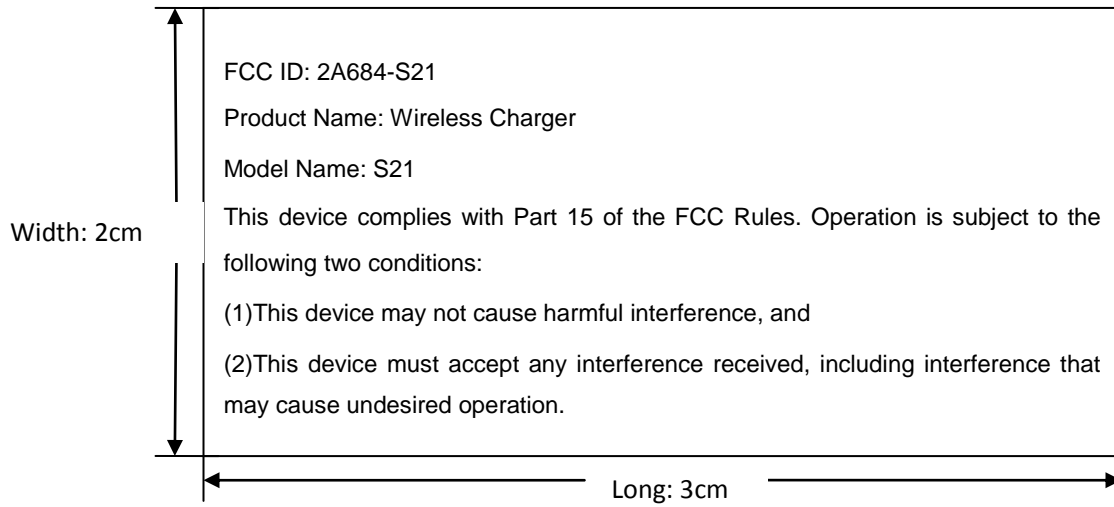 FCC ID: 2A684-S21
Product Name: Wireless Charger
Model Name: S21
This device complies with Part 15 of the FCC Rules. Operation is subject to the
following two conditions:
(1)This device may not cause harmful interference, and
(2)This device must accept any interference received, including interference that
may cause undesired operation.
Width: 2cm
Long: 3cm